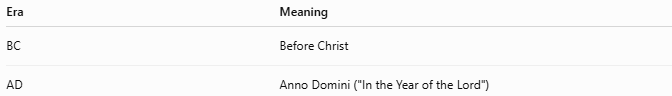 Era Meaning
BC Before Christ
AD Anno Domini ("In the Year of the Lord")